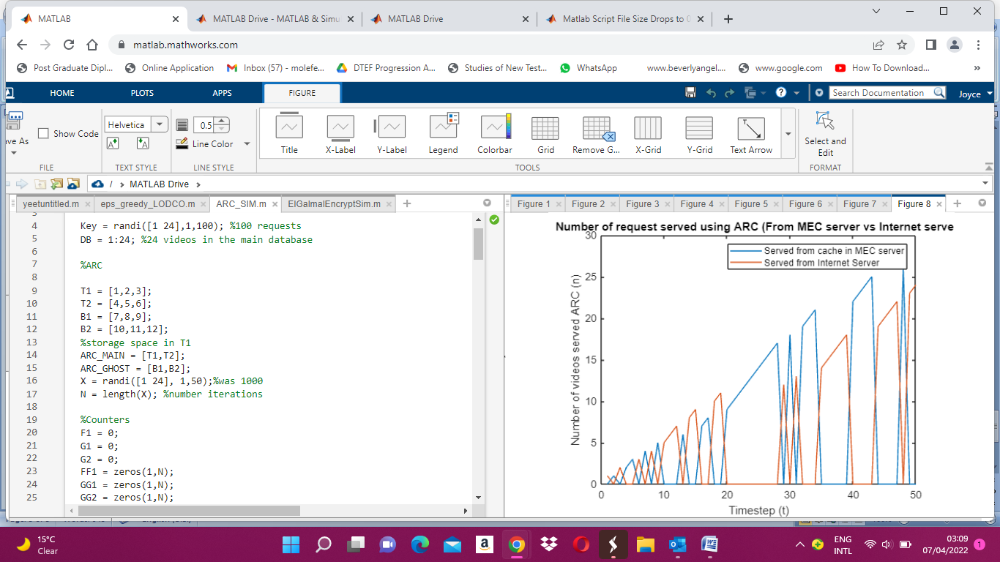 MATLAB
MATLAB Drive - MATLAB & Simu
MATLAB Drive
Matlab Script File Size Drops to 0
matlab.mathworks.com
Post Graduate Dipl...
Online Application
Inbox (57) - molefe...
DTEF Progression A...
Studies of New Test...
WhatsApp
www.beverlyangel....
www.google.com
How To Download...
»
HOME
PLOTS
APPS
FIGURE
Search Documentation
Joyce
ve As
Show Code
Helvetica
0.5
Line Color
Title
X-Label
Y-Label
Legend
Colorbar
Grid
Remove G...
X-Grid
Y-Grid
Text Arrow
Select and
Edit
FILE
TEXT STYLE
LINE STYLE
TOOLS
FORMAT
/ › MATLAB Drive ›
yeetuntitled.m
eps_greedy_LODCO.m
ARC_SIM.m
ElGalmalEncryptSim.m
4 Key = randi([1 24],1,100); %100 requests
5 DB = 1:24; %24 videos in the main database
6
7 %ARC
8
9 T1 = [1,2,3];
10 T2 = [4,5,6];
11 B1 = [7,8,9];
12 B2 = [10,11,12];
13 %storage space in T1
14 ARC_MAIN = [T1,T2];
15 ARC_GHOST = [B1,B2];
16 X = randi([1 24], 1,50);%was 1000
17 N = length(X); %number iterations
18
19 %Counters
20 F1 = 0;
21 G1 = 0;
22 G2 = 0;
23 FF1 = zeros(1,N);
24 GG1 = zeros(1,N);
25 GG2 = zeros(1,N);
Figure 1
Figure 2
Figure 3
Figure 4
Figure 5
Figure 6
Figure 7
Figure 8
Number of request served using ARC (From MEC server vs Internet serve
Served from cache in MEC server
Served from Internet Server
Number of videos served ARC (n)
30
25
20
15
10
5
0
0 10 20 30 40 50
Timestep (t)
15°C
Clear
ENG
INTL
03:09
07/04/2022
1